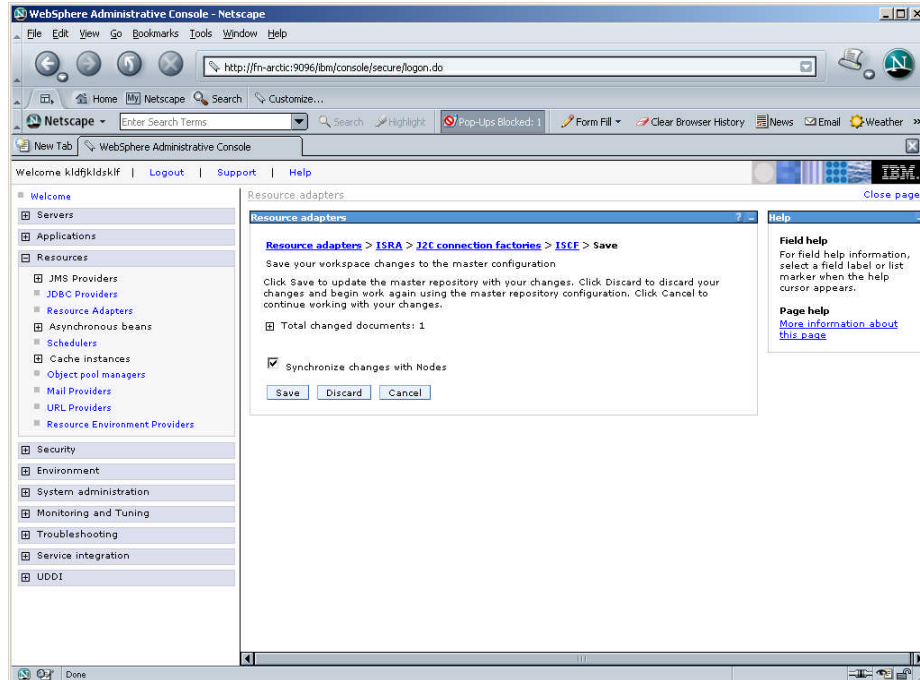 WebSphere Administrative Console - Netscape
File Edit View Go Bookmarks Tools Window Help
http://fn-arctic:9096/ibm/console/secure/logon.do
Home My Netscape Search Customize...
Netscape Enter Search Terms Search Highlight Pop-Ups Blocked: 1 Form Fill Clear Browser History News Email Weather »
New Tab WebSphere Administrative Console
Welcome kldfjkldsklf | Logout | Support | Help IBM.
Welcome
Servers
Applications
Resources
JMS Providers
JDBC Providers
Resource Adapters
Asynchronous beans
Schedulers
Cache instances
Object pool managers
Mail Providers
URL Providers
Resource Environment Providers
Security
Environment
System administration
Monitoring and Tuning
Troubleshooting
Service integration
UDDI
Resource adapters Close page
Resource adapters ? -
Resource adapters > ISRA > J2C connection factories > ISCF > Save
Save your workspace changes to the master configuration
Click Save to update the master repository with your changes. Click Discard to discard your
changes and begin work again using the master repository configuration. Click Cancel to
continue working with your changes.
Total changed documents: 1
Synchronize changes with Nodes
Save Discard Cancel
Help
Field help
For field help information,
select a field label or list
marker when the help
cursor appears.
Page help
More information about
this page
Done